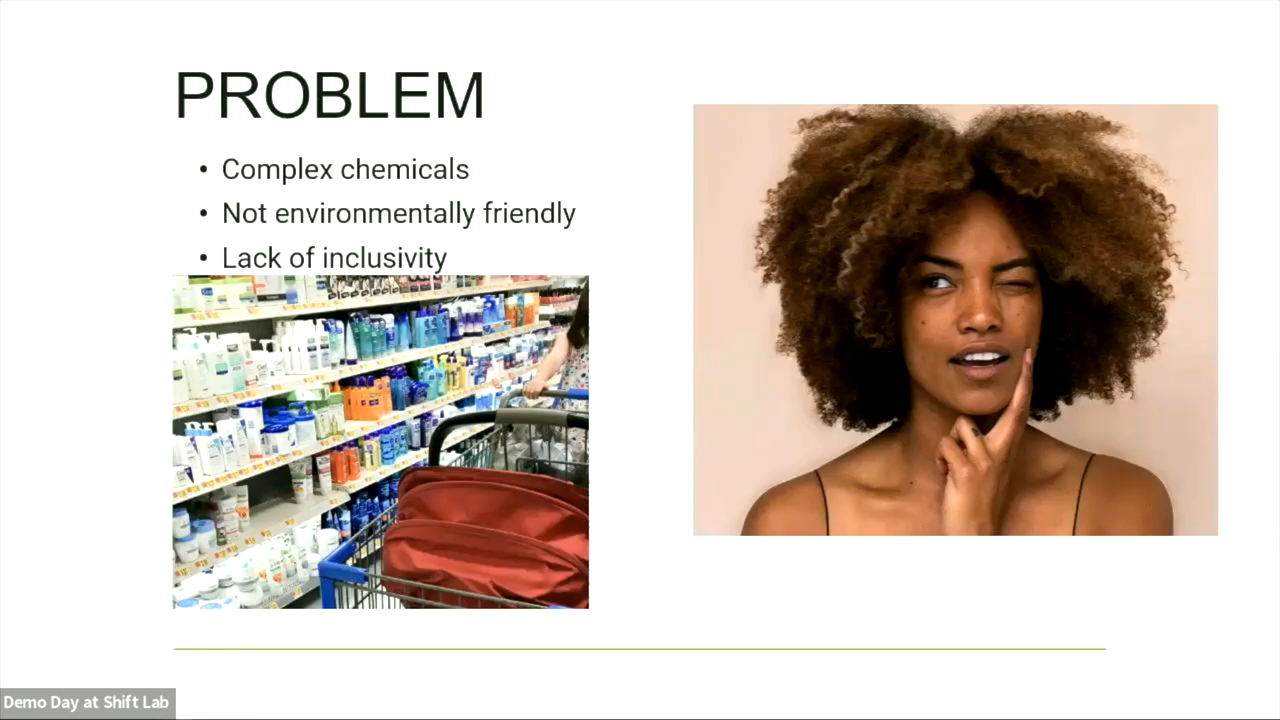 PROBLEM
• Complex chemicals
• Not environmentally friendly
• Lack of inclusivity
Demo Day at Shift Lab